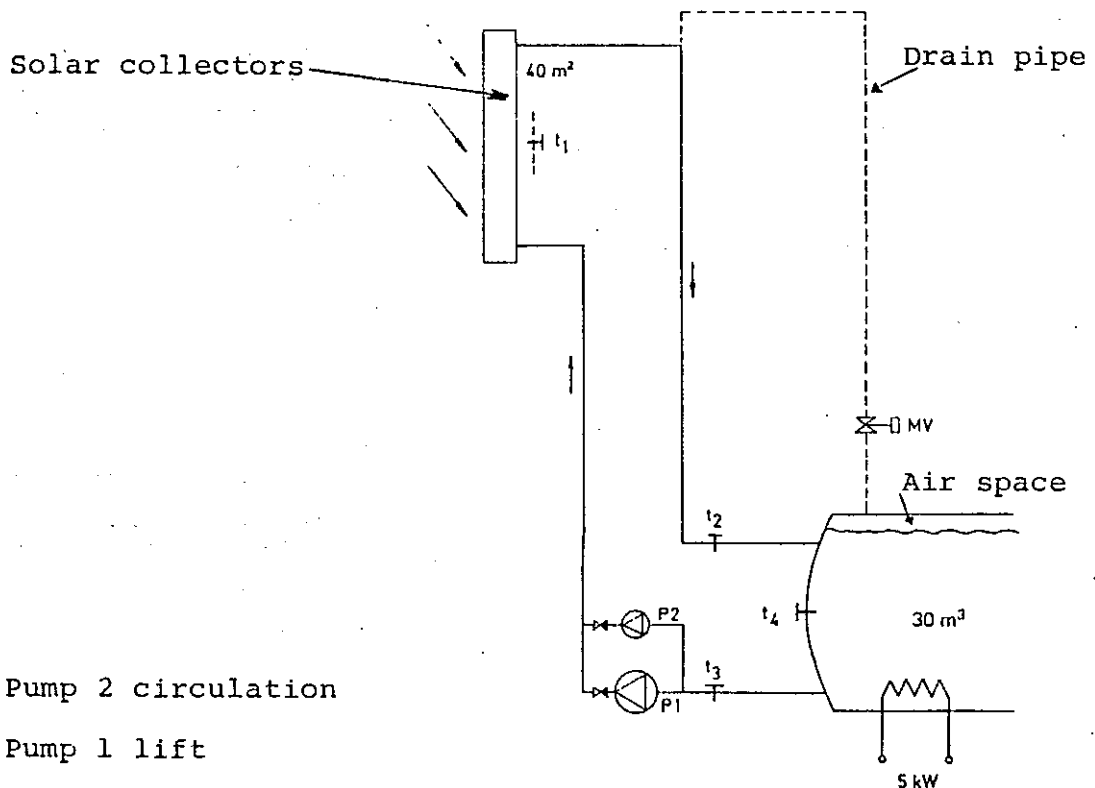 Solar collectors
40 m²
Drain pipe
t₁
MV
Air space
t₂
t₄
30 m³
P2
t₃
P1
Pump 2 circulation
Pump 1 lift
5 kW